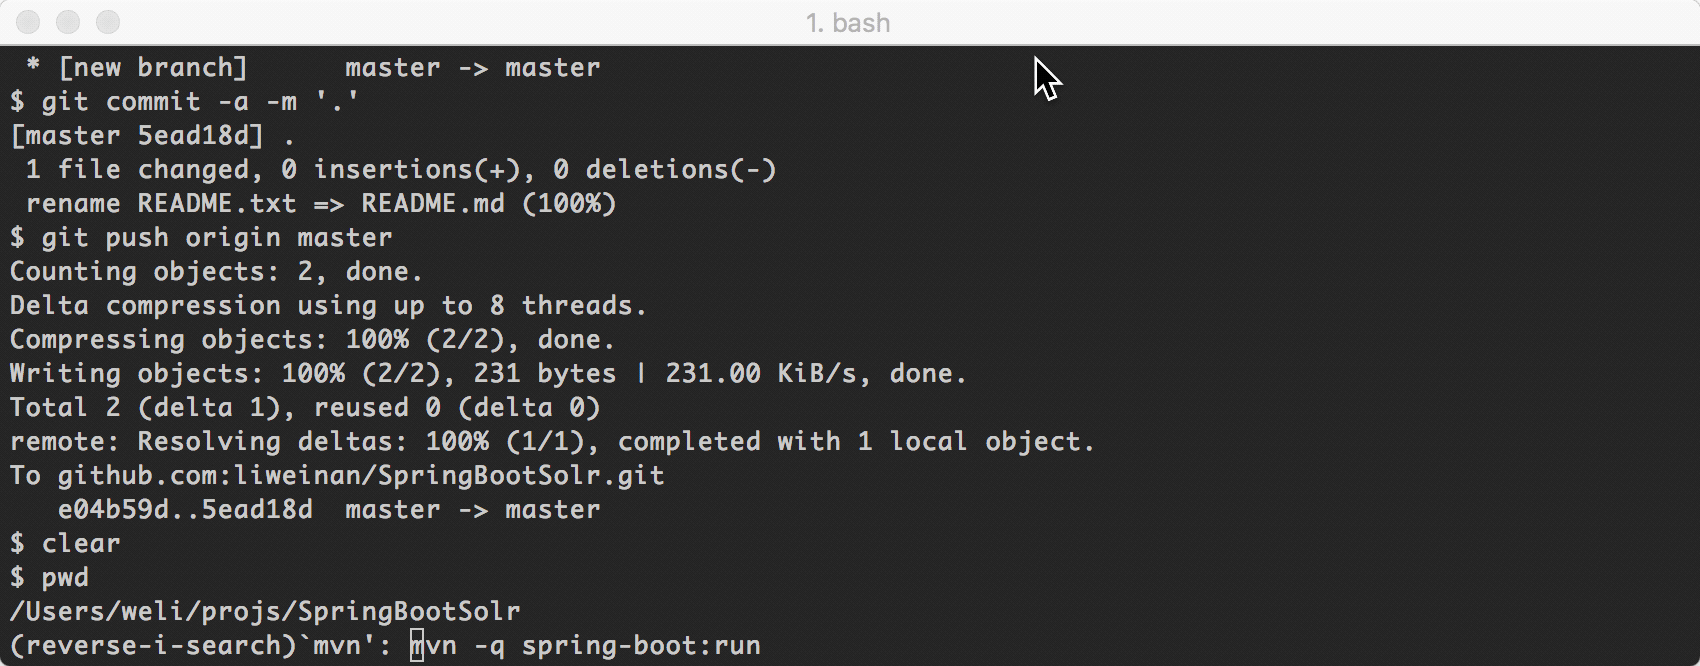 1. bash
* [new branch]      master -> master
$ git commit -a -m '.'
[master 5ead18d] .
 1 file changed, 0 insertions(+), 0 deletions(-)
 rename README.txt => README.md (100%)
$ git push origin master
Counting objects: 2, done.
Delta compression using up to 8 threads.
Compressing objects: 100% (2/2), done.
Writing objects: 100% (2/2), 231 bytes | 231.00 KiB/s, done.
Total 2 (delta 1), reused 0 (delta 0)
remote: Resolving deltas: 100% (1/1), completed with 1 local object.
To github.com:liweinan/SpringBootSolr.git
   e04b59d..5ead18d  master -> master
$ clear
$ pwd
/Users/weli/projs/SpringBootSolr
(reverse-i-search)`mvn': mvn -q spring-boot:run